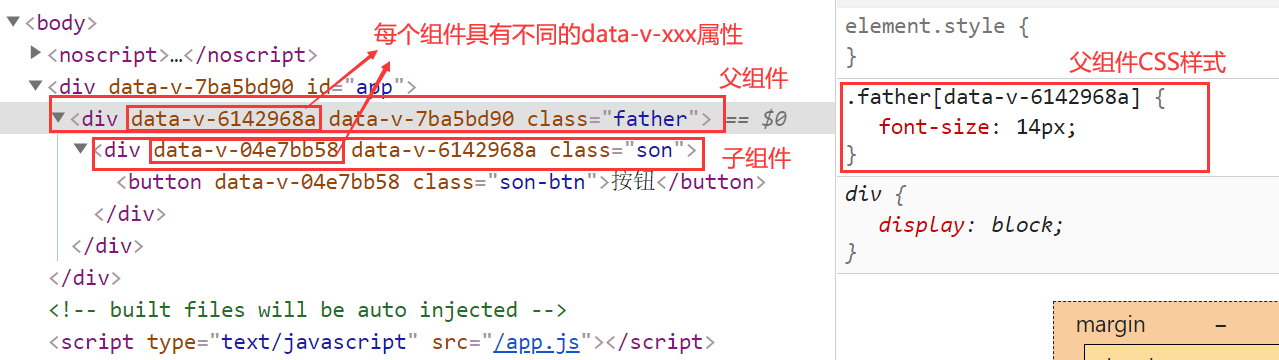 <body>
每个组件具有不同的data-v-xxx属性
<noscript>…</noscript>
<div data-v-7ba5bd90 id="app">
父组件
<div data-v-6142968a data-v-7ba5bd90 class="father"> == $0
<div data-v-04e7bb58 data-v-6142968a class="son">
子组件
<button data-v-04e7bb58 class="son-btn">按钮</button>
</div>
</div>
</div>
<!-- built files will be auto injected -->
<script type="text/javascript" src="/app.js"></script>
element.style {
}
父组件CSS样式
.father[data-v-6142968a] {
font-size: 14px;
}
div {
display: block;
}
margin –